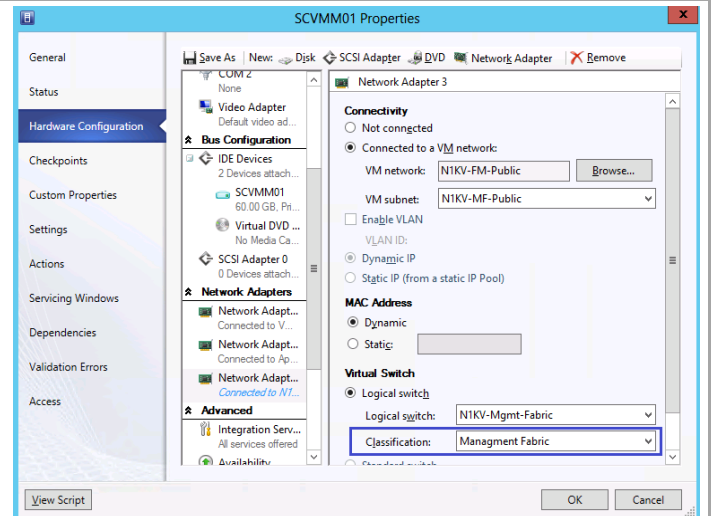 SCVMM01 Properties
x
General
Status
Hardware Configuration
Checkpoints
Custom Properties
Settings
Actions
Servicing Windows
Dependencies
Validation Errors
Access
Save As New: Disk SCSI Adapter DVD Network Adapter Remove
COM 2
None
Video Adapter
Default video ad...
Bus Configuration
IDE Devices
2 Devices attach...
SCVMM01
60.00 GB, Pri...
Virtual DVD ...
No Media Ca...
SCSI Adapter 0
0 Devices attach...
Network Adapters
Network Adapt...
Connected to V...
Network Adapt...
Connected to Ap...
Network Adapt...
Connected to N1...
Advanced
Integration Serv...
All services offered
Availability
Network Adapter 3
Connectivity
Not connected
Connected to a VM network:
VM network: N1KV-FM-Public Browse...
VM subnet: N1KV-MF-Public
Enable VLAN
VLAN ID:
Dynamic IP
Static IP (from a static IP Pool)
MAC Address
Dynamic
Static:
Virtual Switch
Logical switch
Logical switch: N1KV-Mgmt-Fabric
Classification: Managment Fabric
Standard switch
View Script OK Cancel